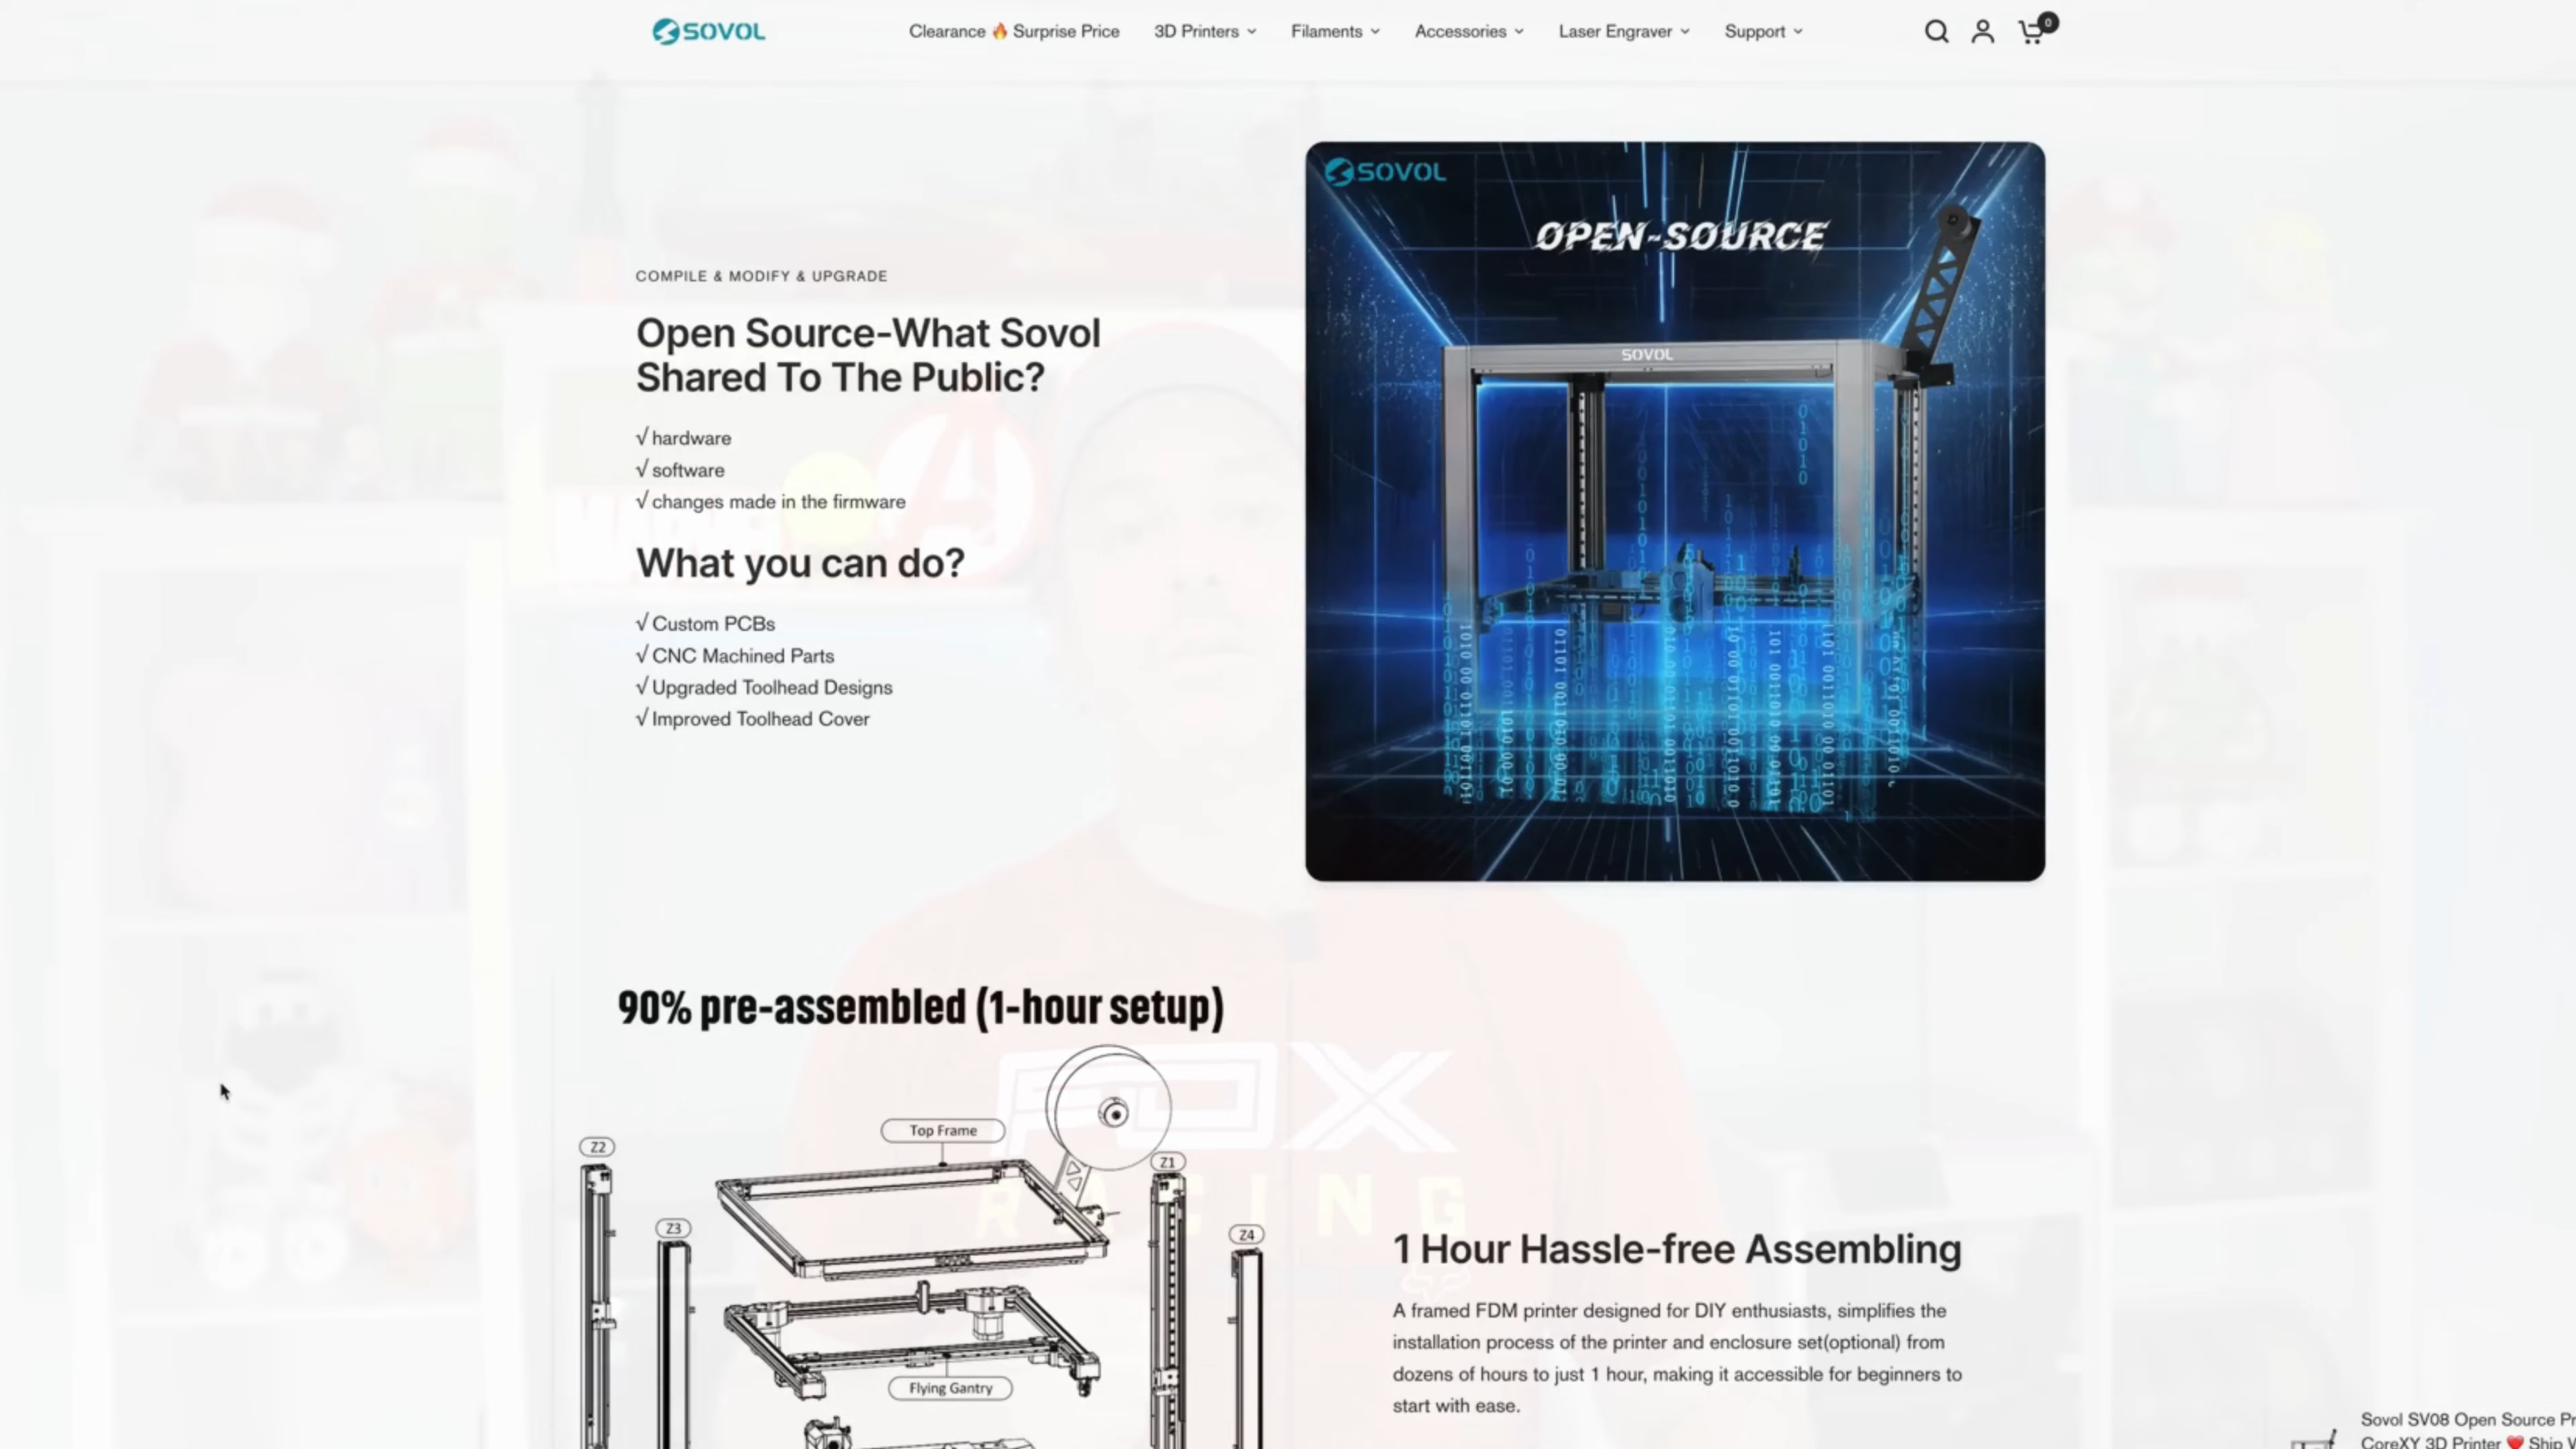 SOVOL
Clearance 🔥 Surprise Price
3D Printers
Filaments
Accessories
Laser Engraver
Support
0
SOVOL
OPEN-SOURCE
SOVOL
COMPILE & MODIFY & UPGRADE
Open Source-What Sovol
Shared To The Public?
√ hardware
√ software
√ changes made in the firmware
What you can do?
√ Custom PCBs
√ CNC Machined Parts
√ Upgraded Toolhead Designs
√ Improved Toolhead Cover
90% pre-assembled (1-hour setup)
Top Frame
Z2
Z1
Z3
Z4
Flying Gantry
FOX
RACING
1 Hour Hassle-free Assembling
A framed FDM printer designed for DIY enthusiasts, simplifies the
installation process of the printer and enclosure set(optional) from
dozens of hours to just 1 hour, making it accessible for beginners to
start with ease.
Sovol SV08 Open Source
CoreXY 3D Printer ❤️ Ship